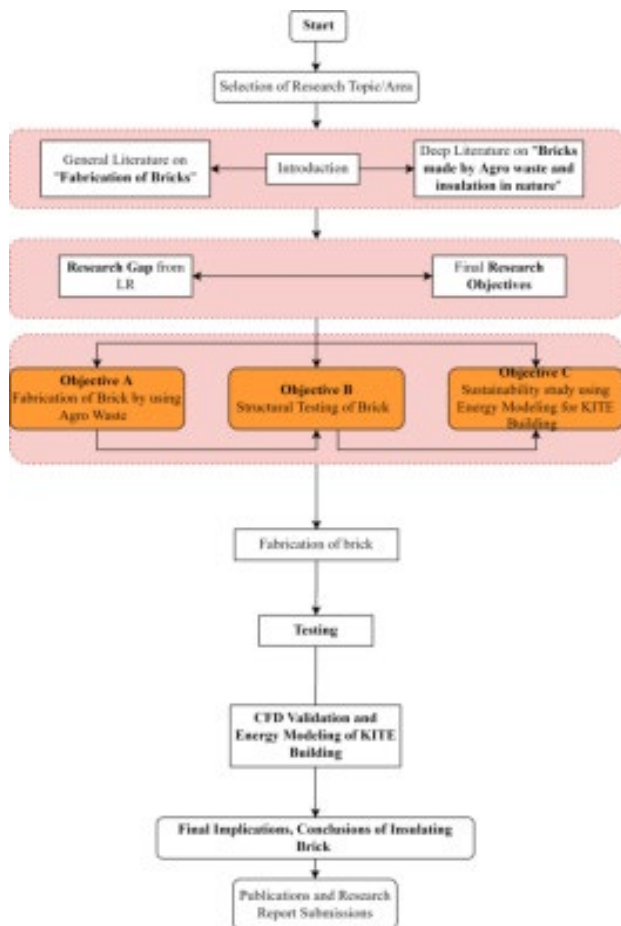 Start
Selection of Research Topic/Area
General Literature on
"Fabrication of Bricks"
Introduction
Deep Literature on "Bricks
made by Agro waste and
insulation in nature"
Research Gap from
LR
Final Research
Objectives
Objective A
Fabrication of Brick by using
Agro Waste
Objective B
Structural Testing of Brick
Objective C
Sustainability study using
Energy Modeling for KITE
Building
Fabrication of brick
Testing
CFD Validation and
Energy Modeling of KITE
Building
Final Implications, Conclusions of Insulating
Brick
Publications and Research
Report Submissions